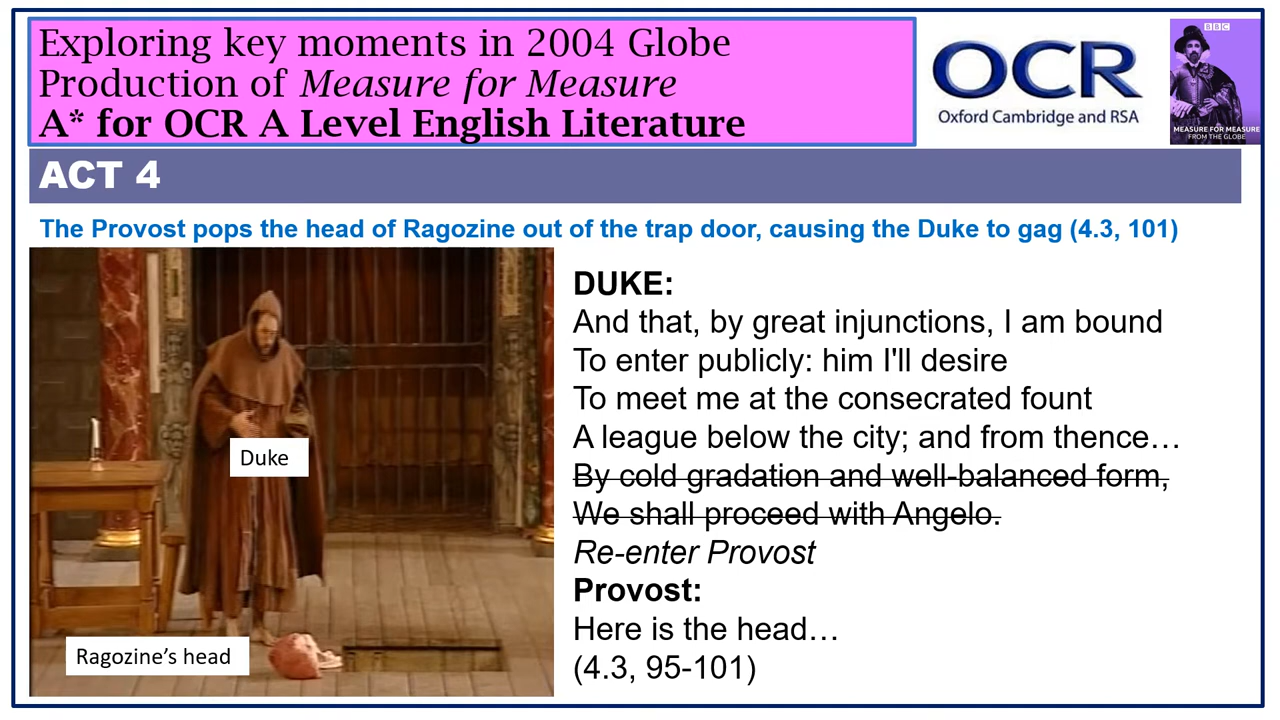 Exploring key moments in 2004 Globe
Production of Measure for Measure
A* for OCR A Level English Literature
OCR
Oxford Cambridge and RSA
BBC
MEASURE FOR MEASURE
FROM THE GLOBE
ACT 4
The Provost pops the head of Ragozine out of the trap door, causing the Duke to gag (4.3, 101)
Duke
Ragozine's head
DUKE:
And that, by great injunctions, I am bound
To enter publicly: him I'll desire
To meet me at the consecrated fount
A league below the city; and from thence…
By cold gradation and well-balanced form,
We shall proceed with Angelo.
Re-enter Provost
Provost:
Here is the head…
(4.3, 95-101)